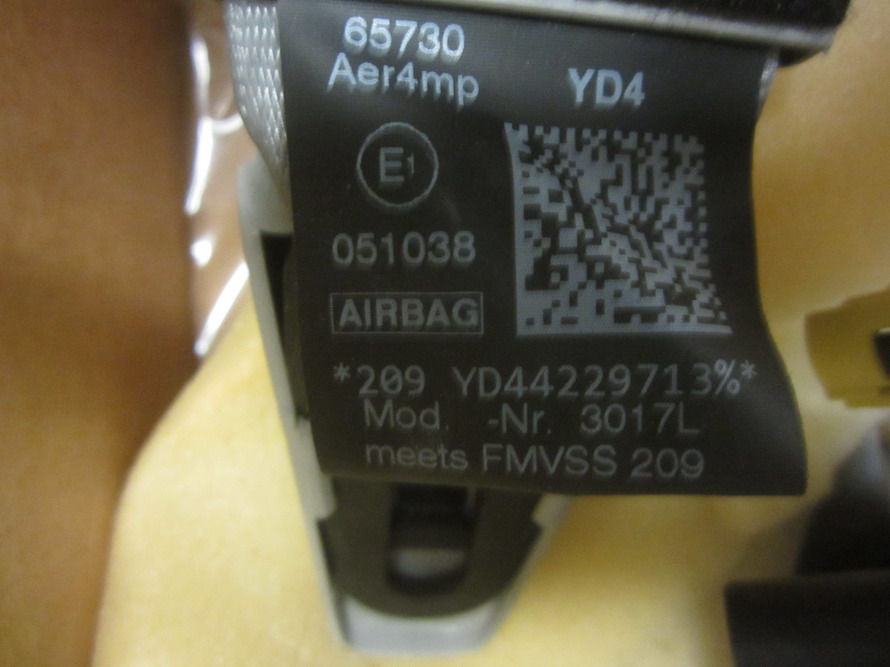 65730
Aer4mp YD4
E1
051038
AIRBAG
*209 YD44229713%*
Mod. -Nr. 3017L
meets FMVSS 209